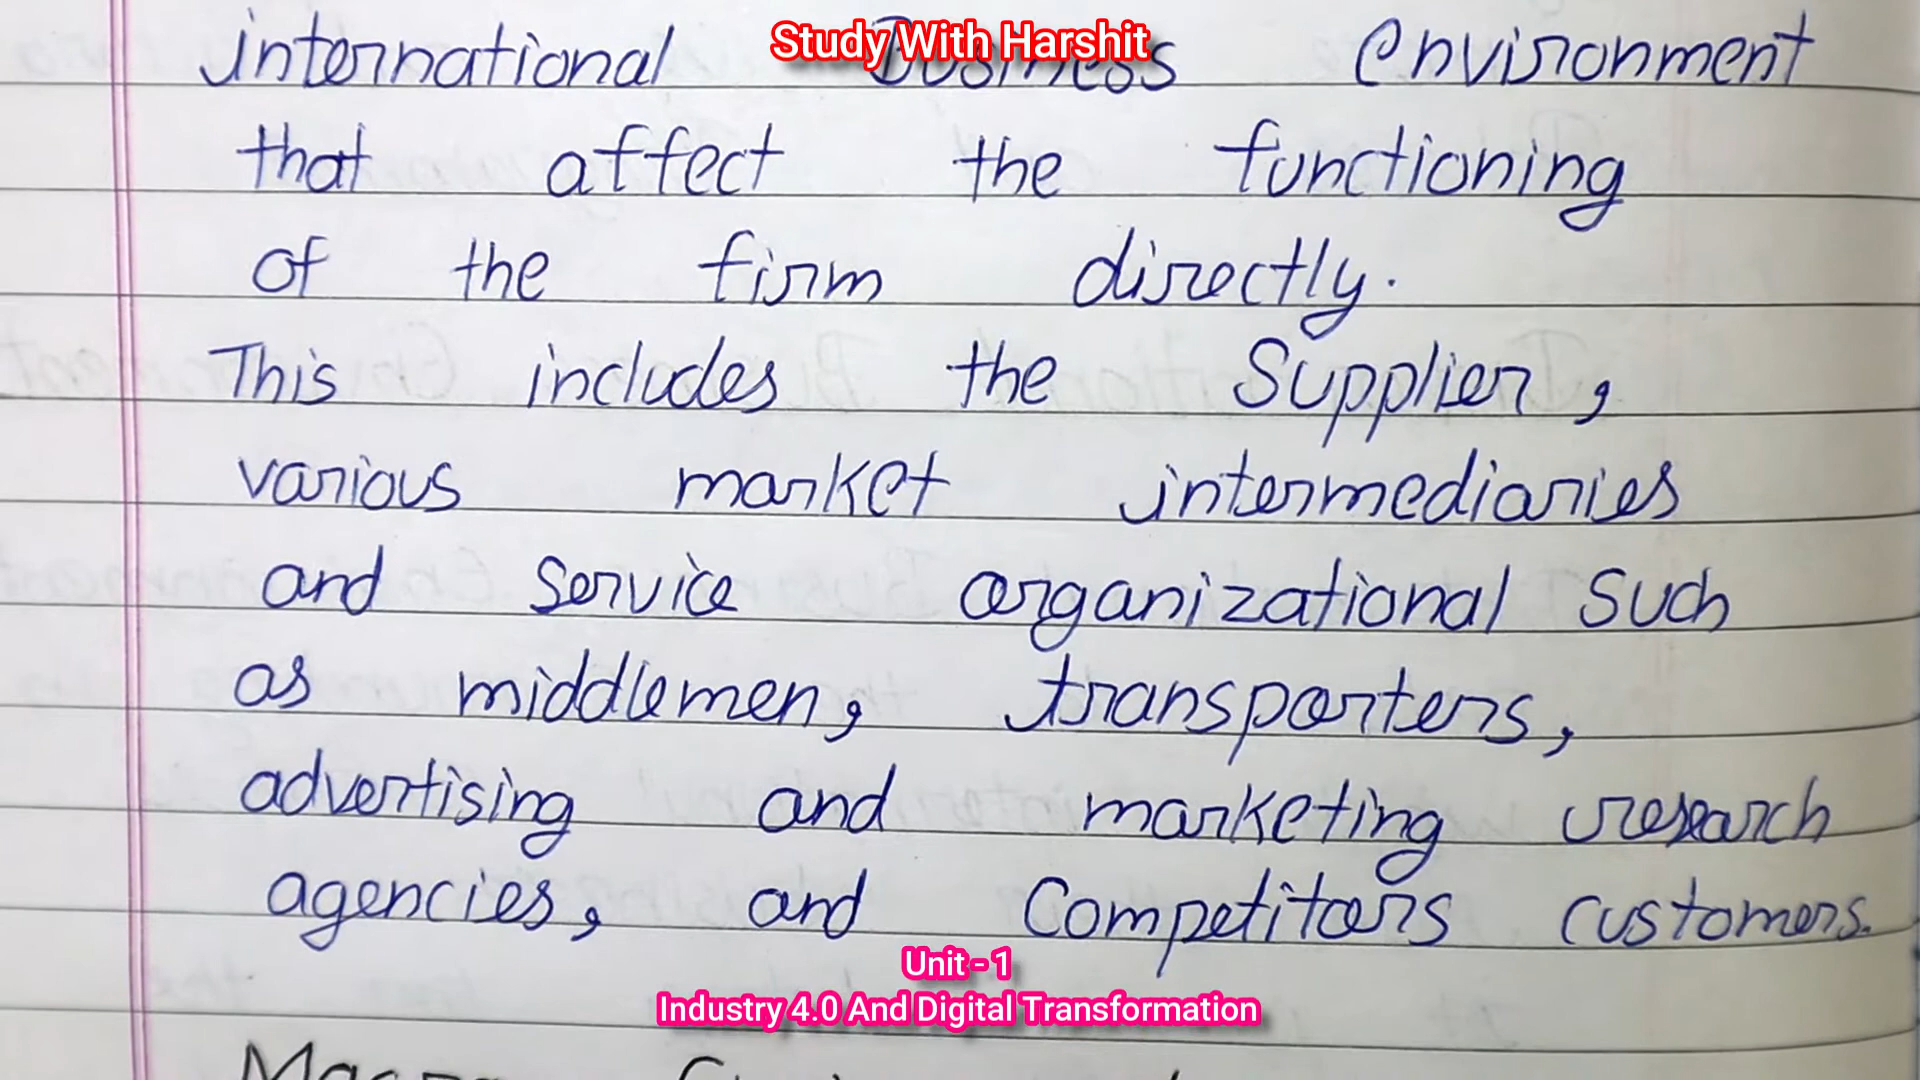 Study With Harshit
international Business environment
that affect the functioning
of the firm directly.
This includes the Supplier,
various market intermediaries
and Service organizational Such
as middlemen, transporters,
advertising and marketing research
agencies, and Competitors customers.
Unit - 1
Industry 4.0 And Digital Transformation